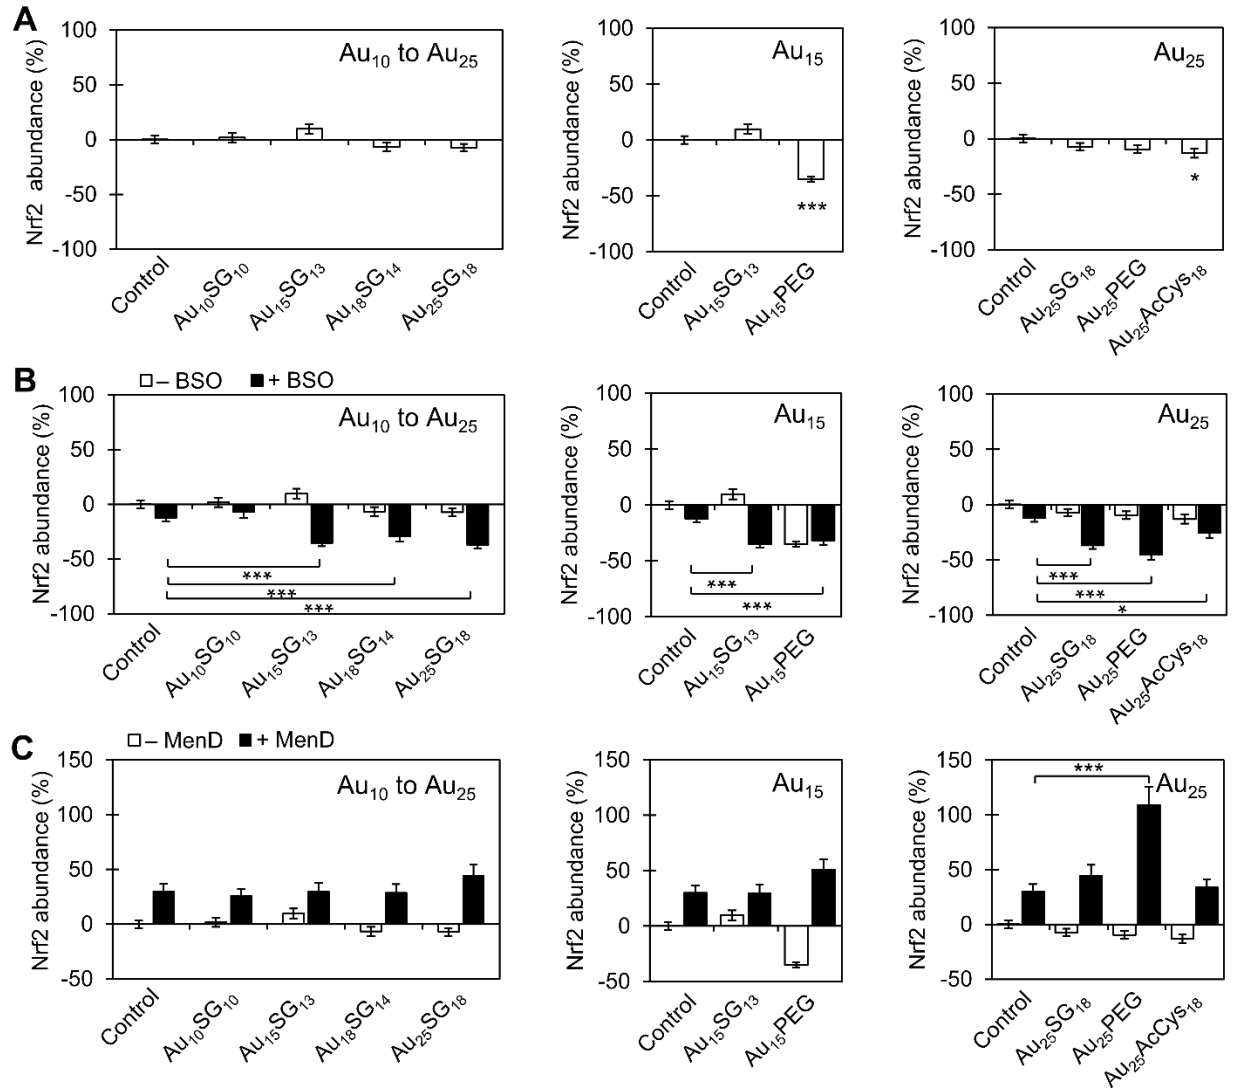 A
Nrf2 abundance (%)
100
50
0
-50
-100
Au₁₀ to Au₂₅
Control
Au₁₀SG₁₀
Au₁₅SG₁₃
Au₁₈SG₁₄
Au₂₅SG₁₈
Nrf2 abundance (%)
100
50
0
-50
-100
Au₁₅
***
Control
Au₁₅SG₁₃
Au₁₅PEG
Nrf2 abundance (%)
100
50
0
-50
-100
Au₂₅
*
Control
Au₂₅SG₁₈
Au₂₅PEG
Au₂₅AcCys₁₈
B
– BSO + BSO
Nrf2 abundance (%)
100
50
0
-50
-100
Au₁₀ to Au₂₅
***
***
***
Control
Au₁₀SG₁₀
Au₁₅SG₁₃
Au₁₈SG₁₄
Au₂₅SG₁₈
Nrf2 abundance (%)
100
50
0
-50
-100
Au₁₅
***
***
Control
Au₁₅SG₁₃
Au₁₅PEG
Nrf2 abundance (%)
100
50
0
-50
-100
Au₂₅
***
***
*
Control
Au₂₅SG₁₈
Au₂₅PEG
Au₂₅AcCys₁₈
C
– MenD + MenD
Nrf2 abundance (%)
150
100
50
0
-50
Au₁₀ to Au₂₅
Control
Au₁₀SG₁₀
Au₁₅SG₁₃
Au₁₈SG₁₄
Au₂₅SG₁₈
Nrf2 abundance (%)
150
100
50
0
-50
Au₁₅
Control
Au₁₅SG₁₃
Au₁₅PEG
Nrf2 abundance (%)
150
100
50
0
-50
***
Au₂₅
Control
Au₂₅SG₁₈
Au₂₅PEG
Au₂₅AcCys₁₈